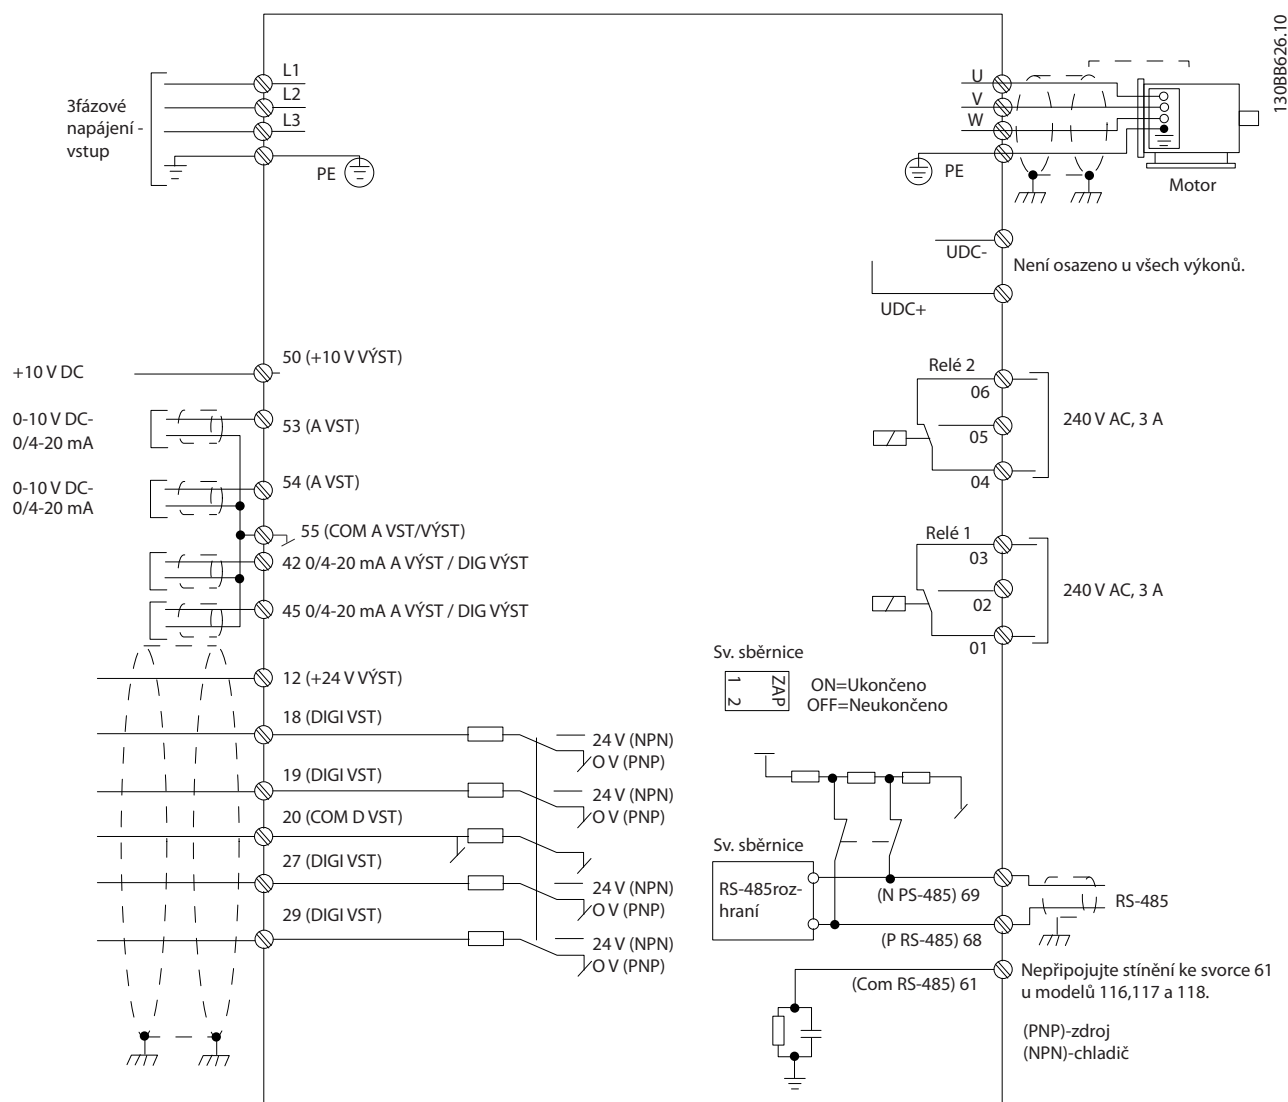 130BB626.10
3fázové
napájení -
vstup
L1
L2
L3
PE
U
V
W
PE
Motor
UDC-
Není osazeno u všech výkonů.
UDC+
+10 V DC
50 (+10 V VÝST)
0-10 V DC-
0/4-20 mA
53 (A VST)
0-10 V DC-
0/4-20 mA
54 (A VST)
55 (COM A VST/VÝST)
42 0/4-20 mA A VÝST / DIG VÝST
45 0/4-20 mA A VÝST / DIG VÝST
12 (+24 V VÝST)
18 (DIGI VST)
24 V (NPN)
O V (PNP)
19 (DIGI VST)
24 V (NPN)
O V (PNP)
20 (COM D VST)
27 (DIGI VST)
24 V (NPN)
O V (PNP)
29 (DIGI VST)
24 V (NPN)
O V (PNP)
Relé 2
06
05
04
240 V AC, 3 A
Relé 1
03
02
01
240 V AC, 3 A
Sv. sběrnice
1
2
ZAP
ON=Ukončeno
OFF=Neukončeno
Sv. sběrnice
RS-485roz-
hraní
(N PS-485) 69
RS-485
(P RS-485) 68
(Com RS-485) 61
Nepřipojujte stínění ke svorce 61
u modelů 116,117 a 118.
(PNP)-zdroj
(NPN)-chladič